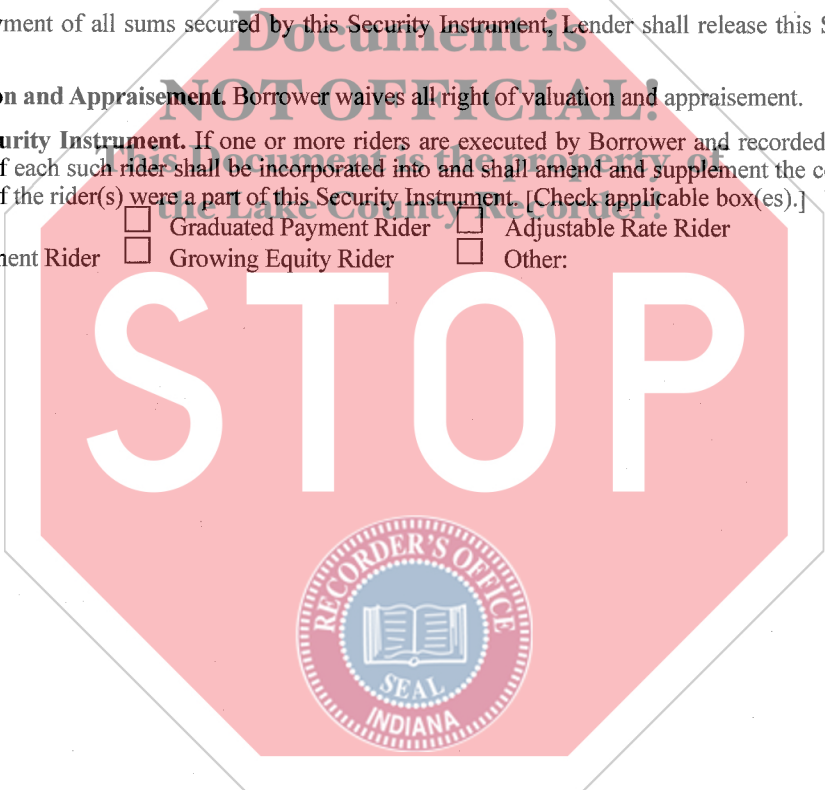 yment of all sums secured by this Security Instrument, Lender shall release this S
Document is
NOT OFFICIAL!
on and Appraisement. Borrower waives all right of valuation and appraisement.
urity Instrument. If one or more riders are executed by Borrower and recorded
This Document is the property of
f each such rider shall be incorporated into and shall amend and supplement the c
f the rider(s) were a part of this Security Instrument. [Check applicable box(es).]
the Lake County Recorder!
Graduated Payment Rider Adjustable Rate Rider
ent Rider Growing Equity Rider Other:
STOP
RECORDER'S OFFICE
SEAL
INDIANA